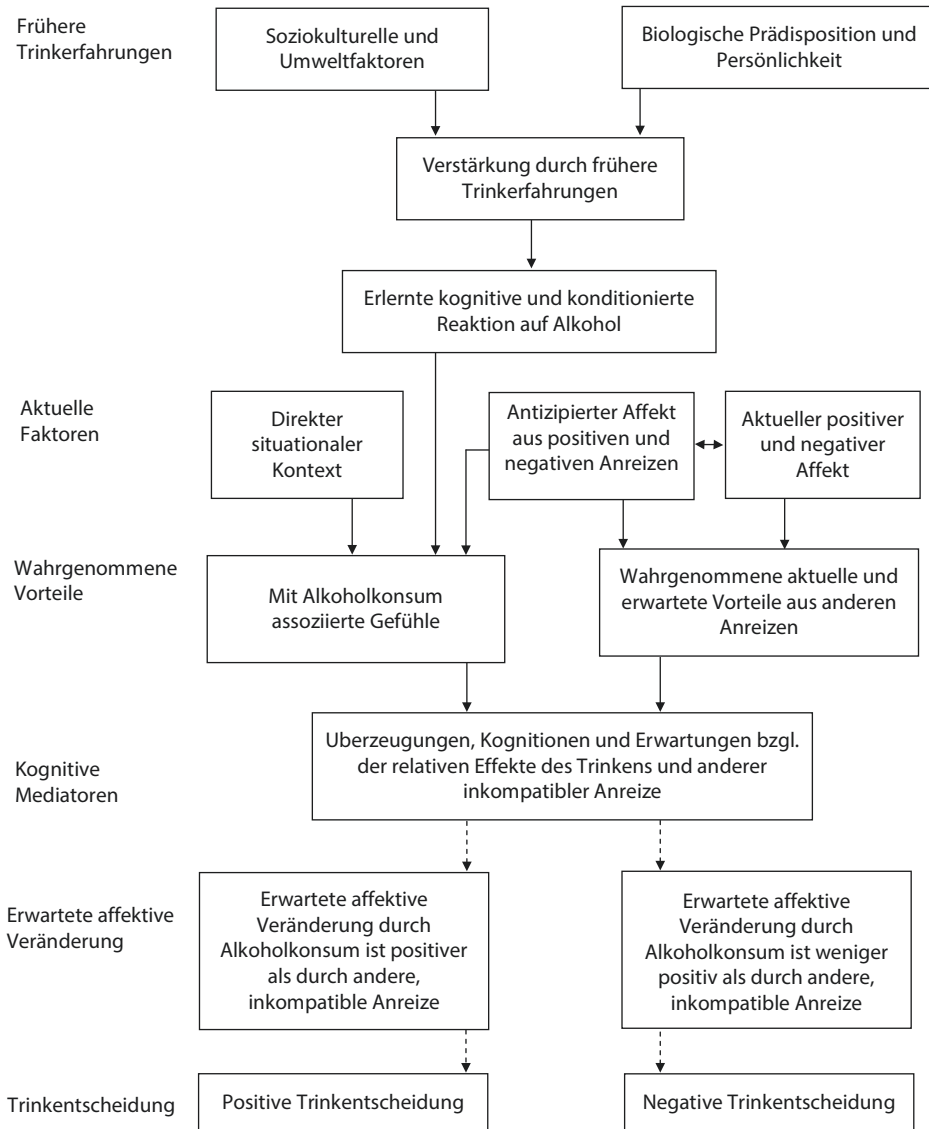 Frühere
Trinkerfahrungen
Soziokulturelle und
Umweltfaktoren
Biologische Prädisposition und
Persönlichkeit
Verstärkung durch frühere
Trinkerfahrungen
Erlernte kognitive und konditionierte
Reaktion auf Alkohol
Aktuelle
Faktoren
Direkter
situationaler
Kontext
Antizipierter Affekt
aus positiven und
negativen Anreizen
Aktueller positiver
und negativer
Affekt
Wahrgenommene
Vorteile
Mit Alkoholkonsum
assoziierte Gefühle
Wahrgenommene aktuelle und
erwartete Vorteile aus anderen
Anreizen
Kognitive
Mediatoren
Uberzeugungen, Kognitionen und Erwartungen bzgl.
der relativen Effekte des Trinkens und anderer
inkompatibler Anreize
Erwartete affektive
Veränderung
Erwartete affektive
Veränderung durch
Alkoholkonsum ist positiver
als durch andere,
inkompatible Anreize
Erwartete affektive
Veränderung durch
Alkoholkonsum ist weniger
positiv als durch andere,
inkompatible Anreize
Trinkentscheidung
Positive Trinkentscheidung
Negative Trinkentscheidung